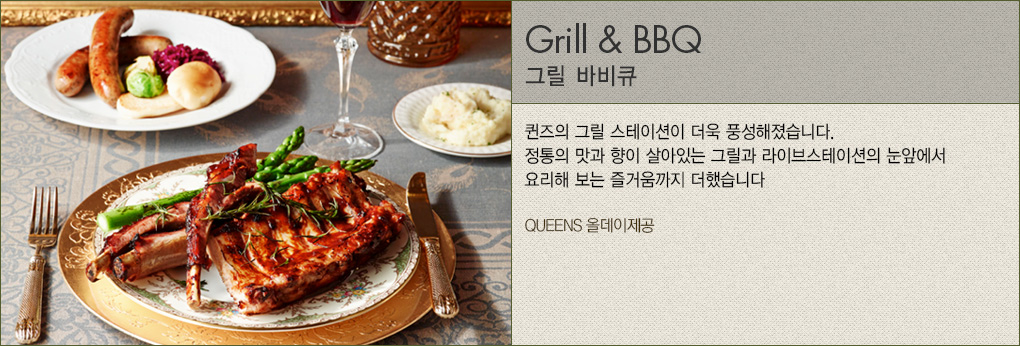 Grill & BBQ
그릴 바비큐
퀸즈의 그릴 스테이션이 더욱 풍성해졌습니다.
정통의 맛과 향이 살아있는 그릴과 라이브스테이션의 눈앞에서
요리해 보는 즐거움까지 더했습니다
QUEENS 올데이제공